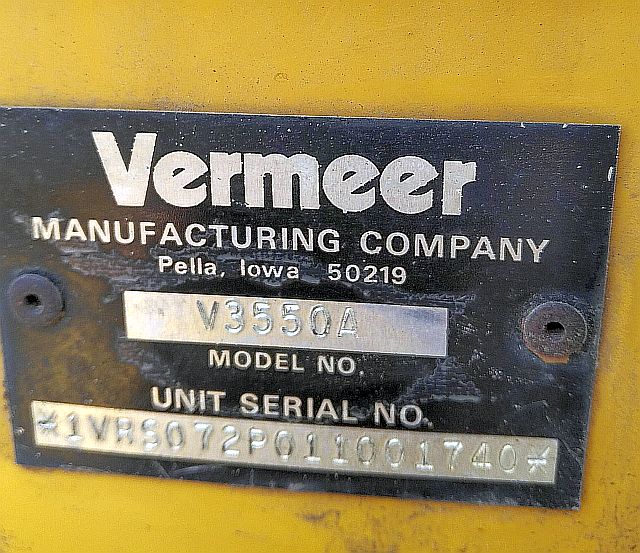 Vermeer
MANUFACTURING COMPANY
Pella, Iowa 50219
V3550A
MODEL NO.
UNIT SERIAL NO.
*1VRS072P011001740*